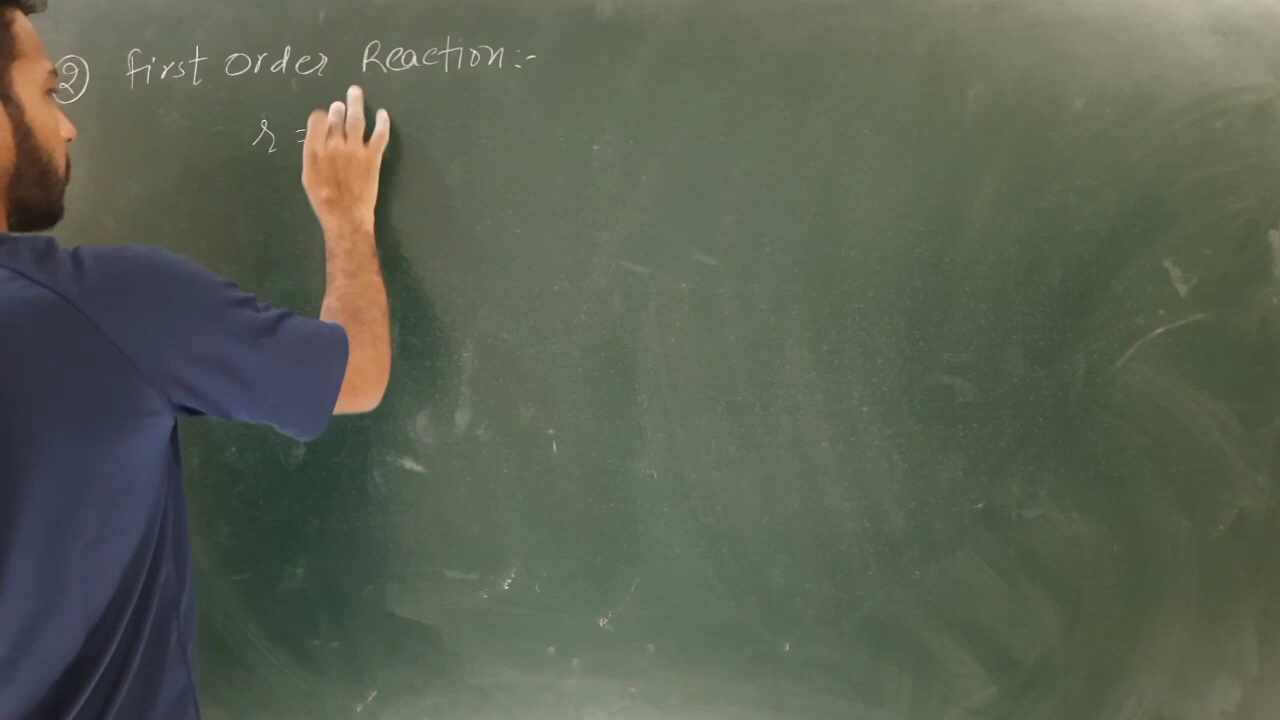 ② first order Reaction:-
r =